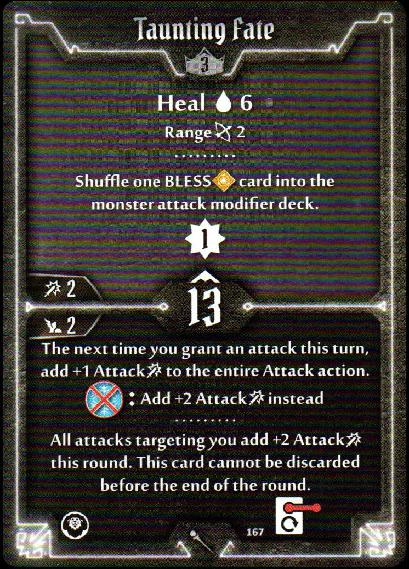 Taunting Fate
3
Heal 6
Range 2
Shuffle one BLESS card into the
monster attack modifier deck.
1
2
13
2
The next time you grant an attack this turn,
add +1 Attack to the entire Attack action.
: Add +2 Attack instead
All attacks targeting you add +2 Attack
this round. This card cannot be discarded
before the end of the round.
167